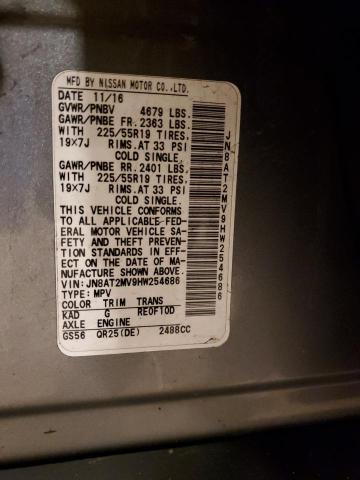 MFD BY NISSAN MOTOR CO.,LTD.
DATE 11/16
GVWR/PNBV 4679 LBS.
GAWR/PNBE FR. 2363 LBS.
WITH 225/55R19 TIRES,
19X7J RIMS.AT 33 PSI
COLD SINGLE.
GAWR/PNBE RR. 2401 LBS.
WITH 225/55R19 TIRES,
19X7J RIMS.AT 33 PSI
COLD SINGLE.
THIS VEHICLE CONFORMS
TO ALL APPLICABLE FED-
ERAL MOTOR VEHICLE SA-
FETY AND THEFT PREVEN-
TION STANDARDS IN EFF-
ECT ON THE DATE OF MA-
NUFACTURE SHOWN ABOVE.
VIN:JN8AT2MV9HW254686
TYPE:MPV
COLOR TRIM TRANS
KAD G RE0F10D
AXLE ENGINE
GS56 QR25(DE) 2488CC
JN8AT2MV9HW254686